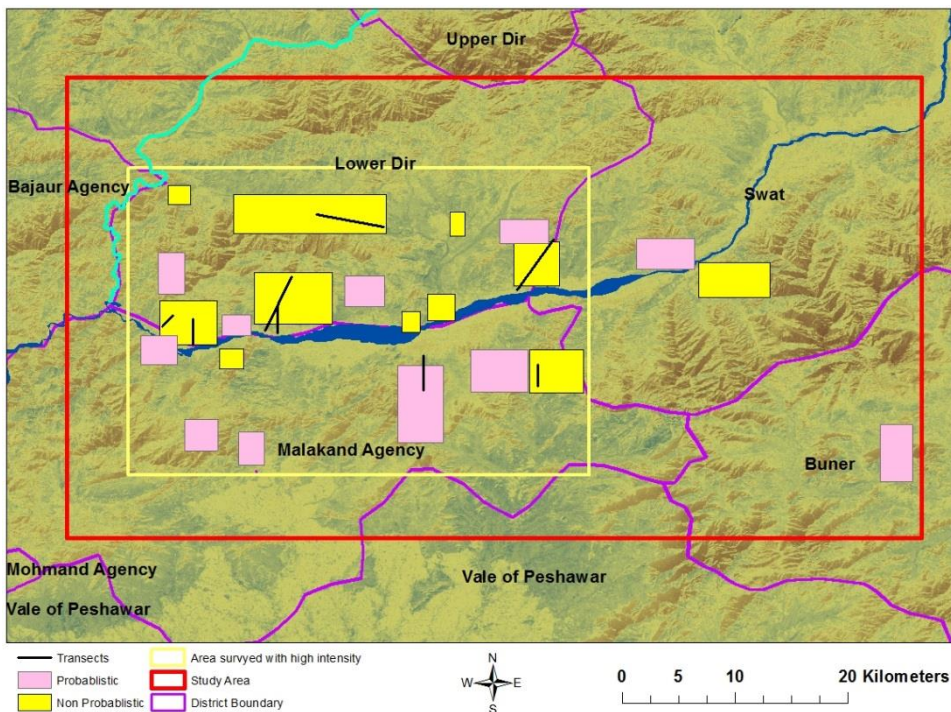 Upper Dir
Lower Dir
Bajaur Agency
Swat
Malakand Agency
Buner
Mohmand Agency
Vale of Peshawar
Vale of Peshawar
Transects
Area survyed with high intensity
Probablistic
Study Area
Non Probablistic
District Boundary
N
W E
S
0 5 10 20 Kilometers